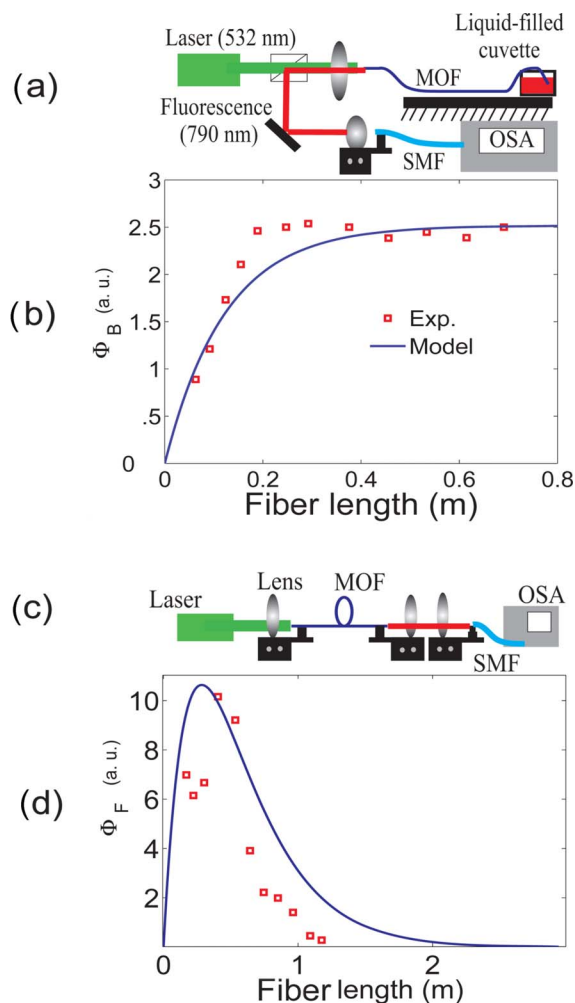 (a)
Laser (532 nm)
Liquid-filled
cuvette
MOF
Fluorescence
(790 nm)
SMF
OSA
(b)
3
2.5
2
1.5
1
.5
0
Φ B (a. u.)
Exp.
Model
0 0.2 0.4 0.6 0.8
Fiber length (m)
(c)
Laser
Lens
MOF
OSA
SMF
(d)
10
8
6
4
2
Φ F (a. u.)
0 1 2
Fiber length (m)